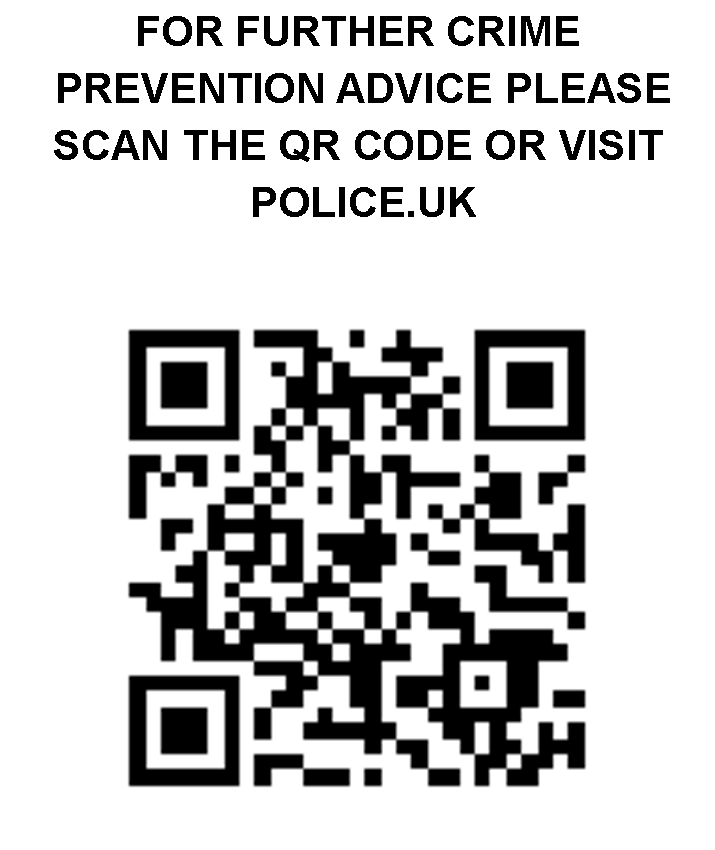 FOR FURTHER CRIME
PREVENTION ADVICE PLEASE
SCAN THE QR CODE OR VISIT
POLICE.UK